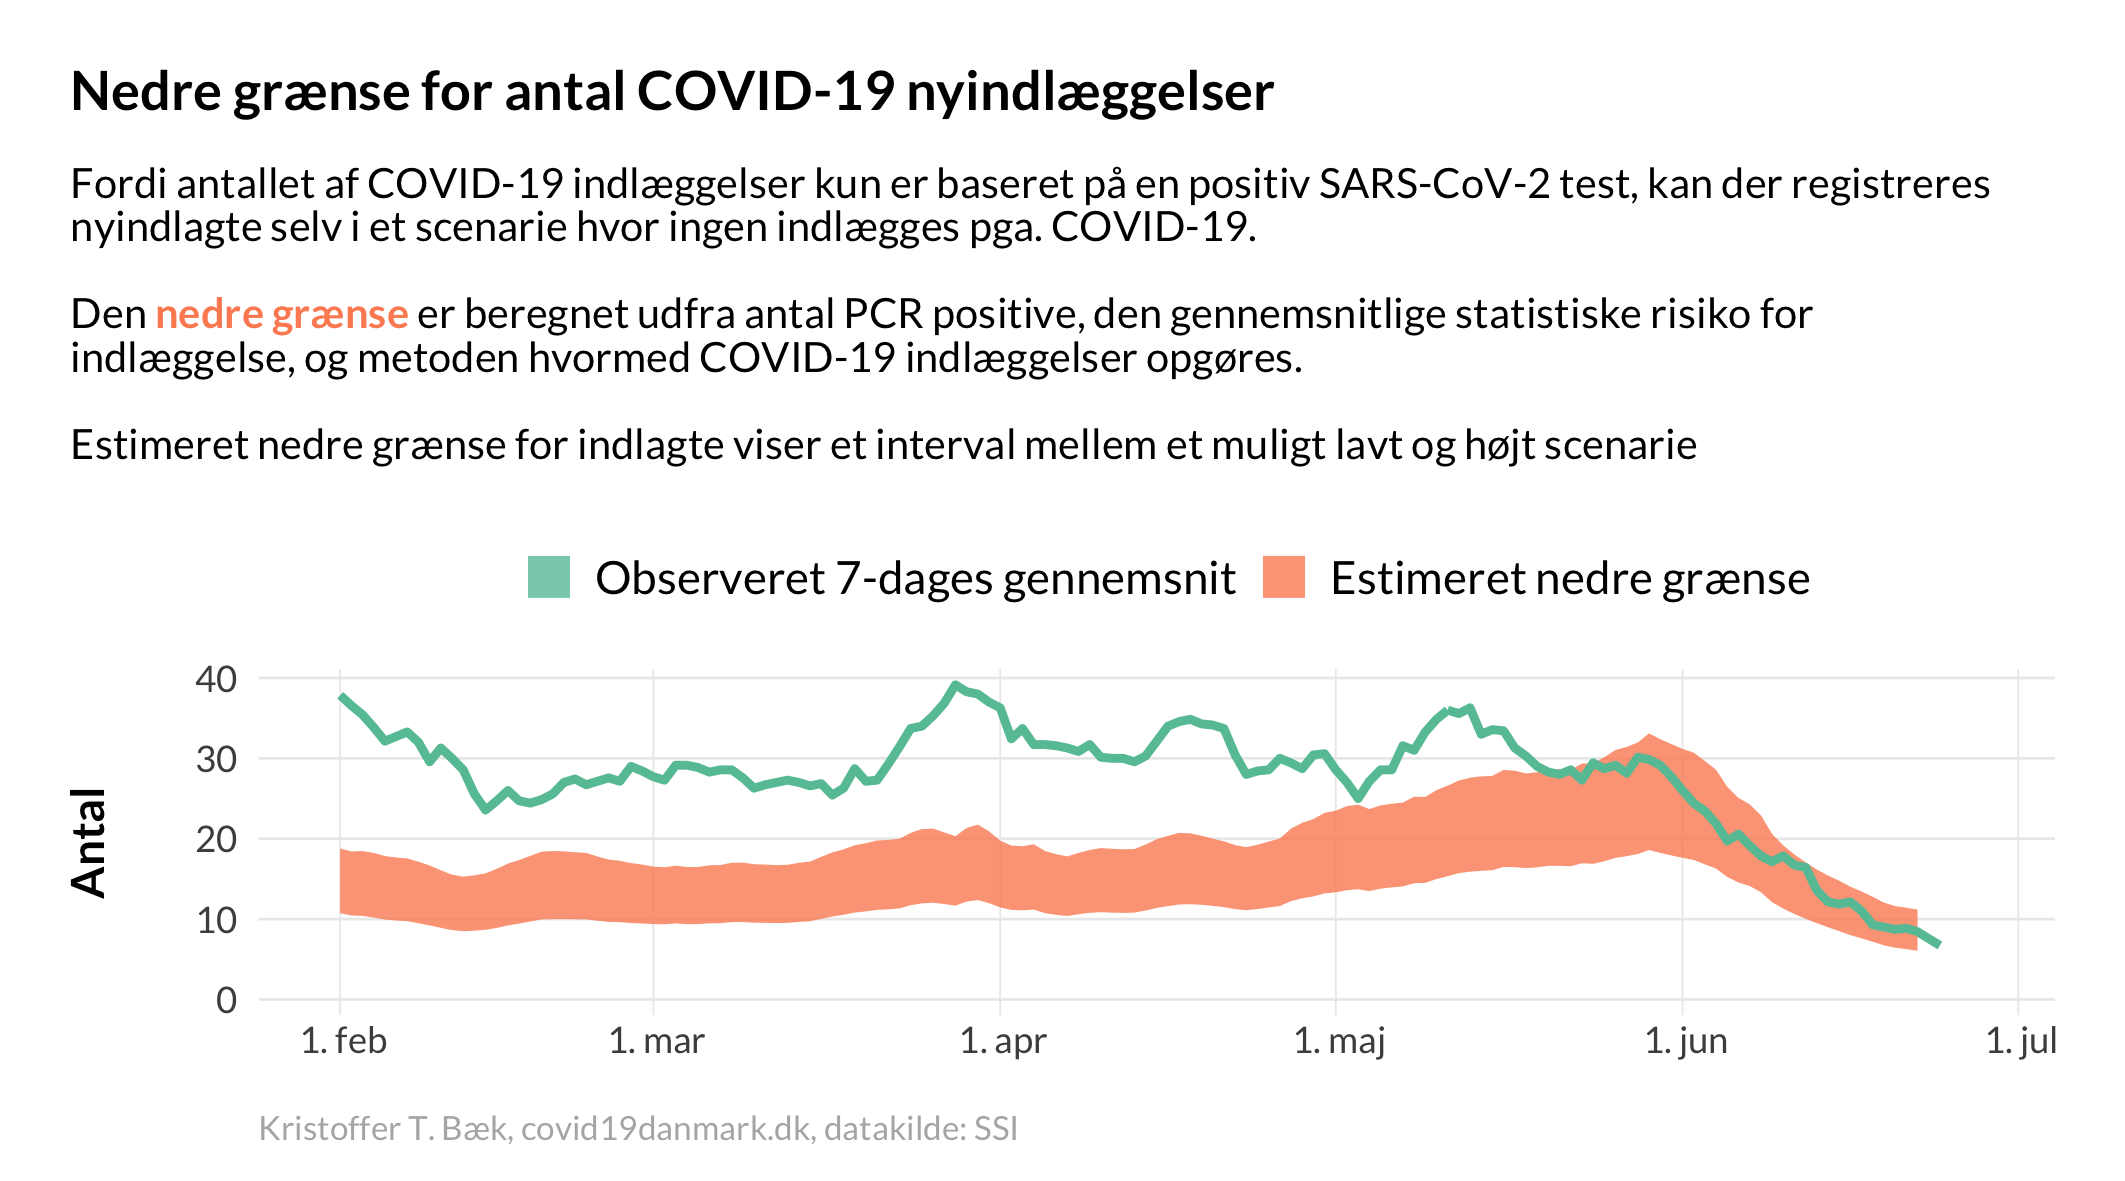 Nedre grænse for antal COVID-19 nyindlæggelser
Fordi antallet af COVID-19 indlæggelser kun er baseret på en positiv SARS-CoV-2 test, kan der registreres
nyindlagte selv i et scenarie hvor ingen indlægges pga. COVID-19.
Den nedre grænse er beregnet udfra antal PCR positive, den gennemsnitlige statistiske risiko for
indlæggelse, og metoden hvormed COVID-19 indlæggelser opgøres.
Estimeret nedre grænse for indlagte viser et interval mellem et muligt lavt og højt scenarie
Observeret 7-dages gennemsnit Estimeret nedre grænse
Antal
40
30
20
10
0
1. feb 1. mar 1. apr 1. maj 1. jun 1. jul
Kristoffer T. Bæk, covid19danmark.dk, datakilde: SSI